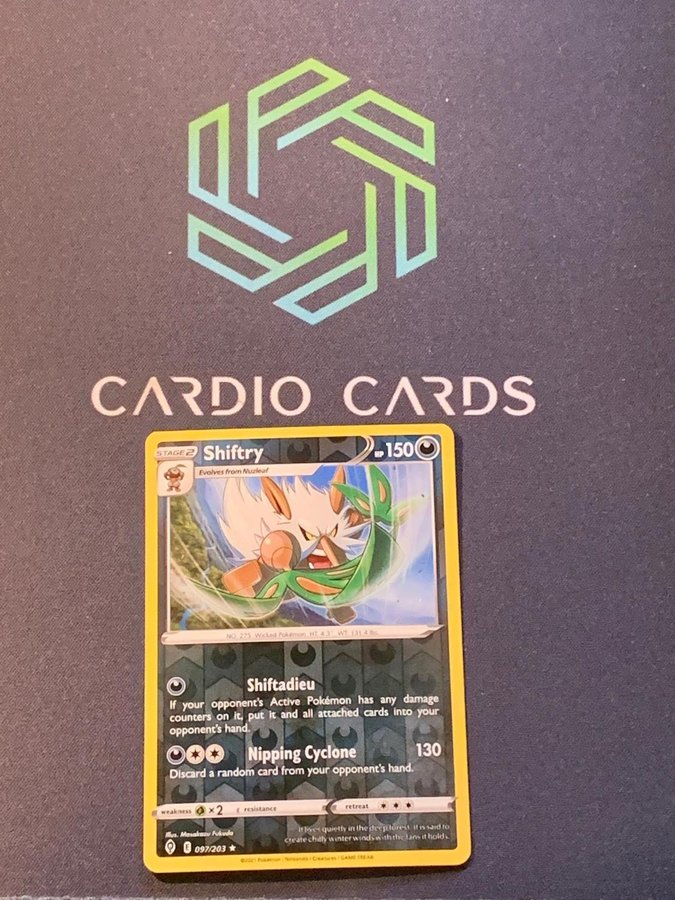 CARDIO CARDS
STAGE 2 Shiftry HP 150
Evolves from Nuzleaf
NO. 275 Wicked Pokémon HT 4'3" WT 131.4 lbs.
Shiftadieu
If your opponent's Active Pokémon has any damage
counters on it, put it and all attached cards into your
opponent's hand.
Nipping Cyclone 130
Discard a random card from your opponent's hand.
weakness ×2 resistance retreat
It lives quietly in the deep forest. It is said to
create chilly winter winds with the fans it holds.
Illus. Masakazu Fukuda
E 097/203 ★
©2021 Pokémon / Nintendo / Creatures / GAME FREAK